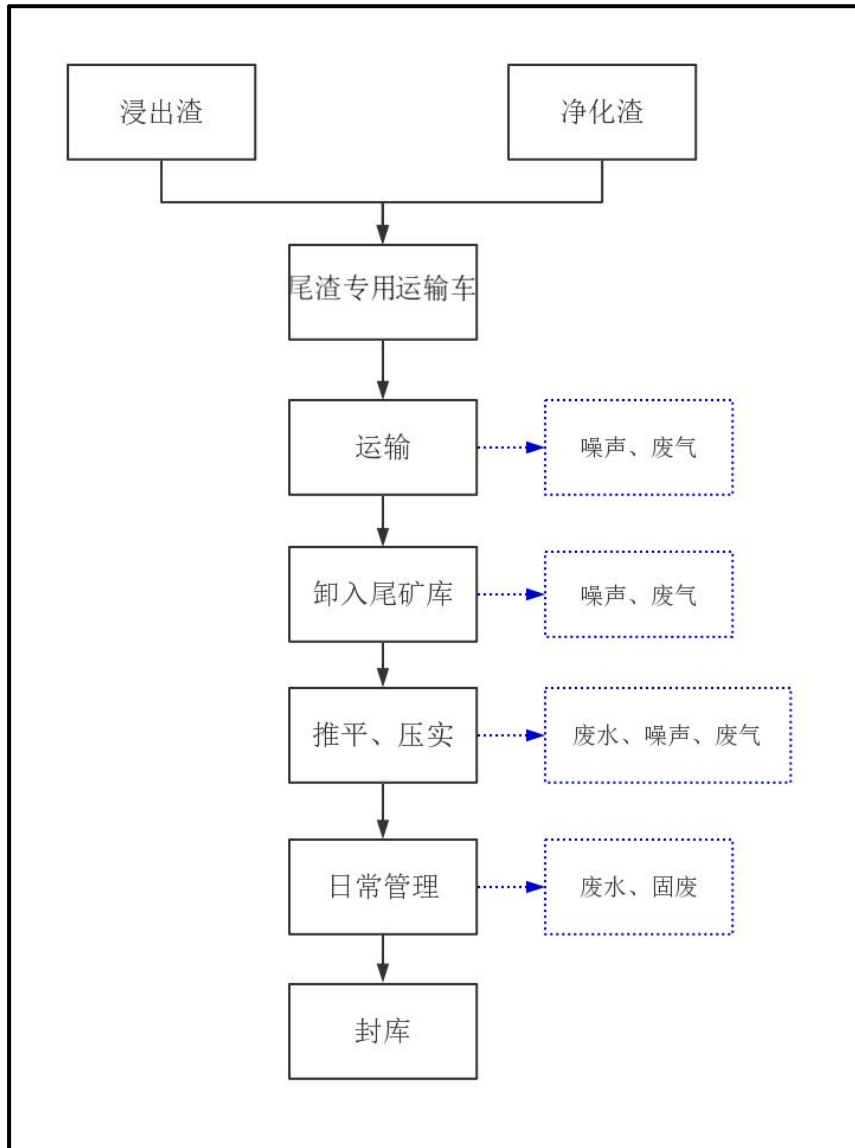 浸出渣
净化渣
尾渣专用运输车
运输
噪声、废气
卸入尾矿库
噪声、废气
推平、压实
废水、噪声、废气
日常管理
废水、固废
封库